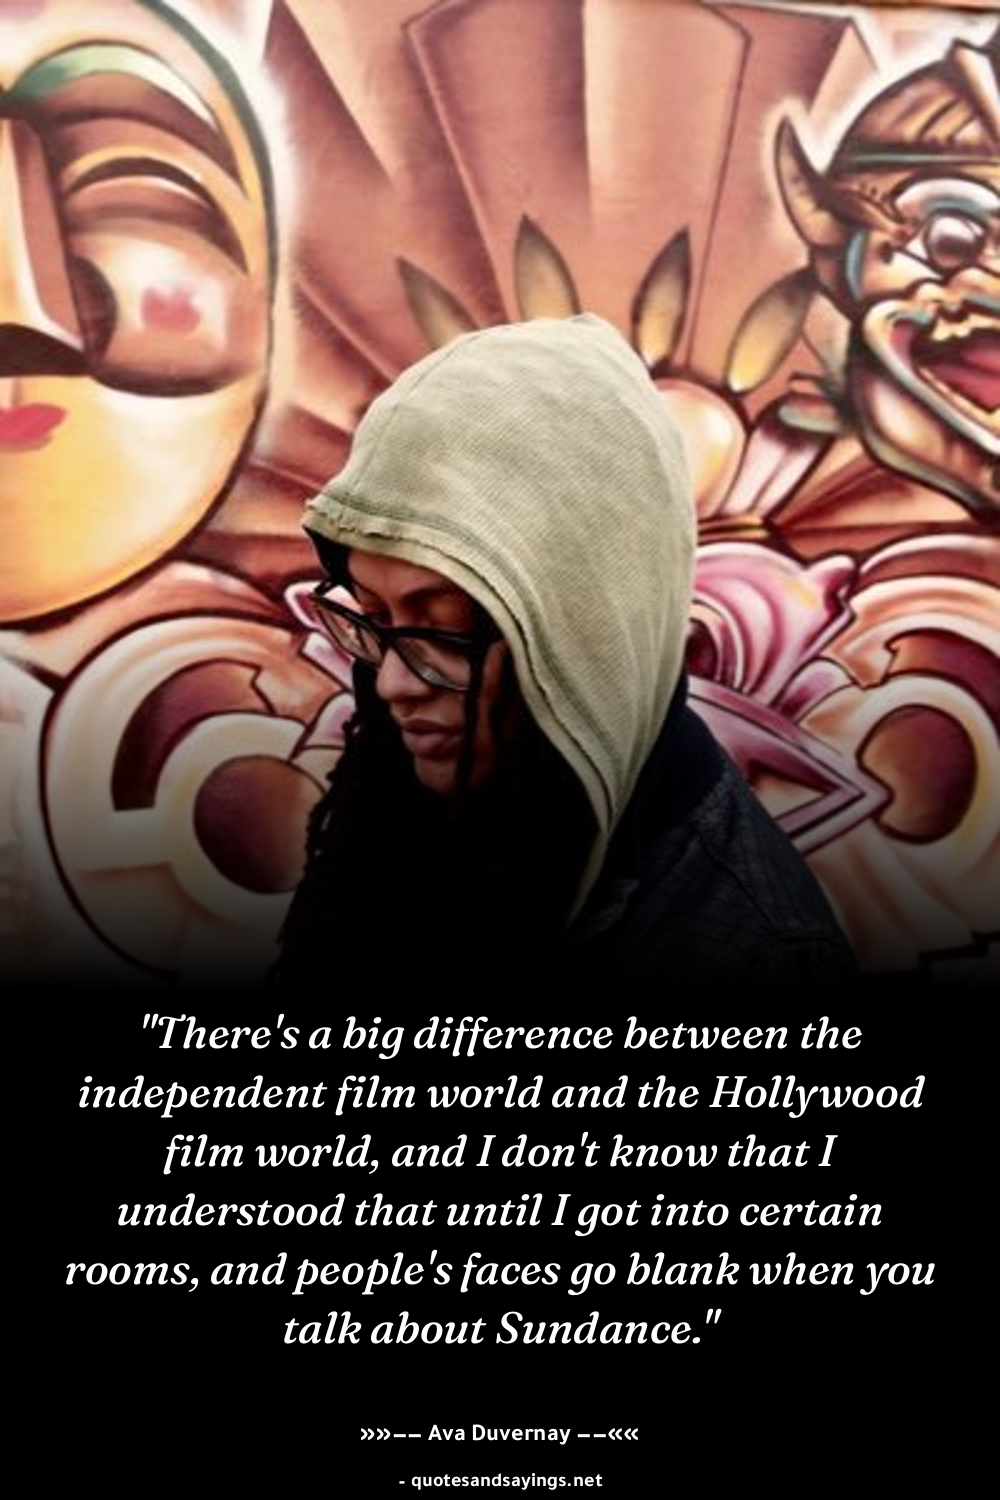 "There's a big difference between the
independent film world and the Hollywood
film world, and I don't know that I
understood that until I got into certain
rooms, and people's faces go blank when you
talk about Sundance."
»»−− Ava Duvernay −−««
- quotesandsayings.net